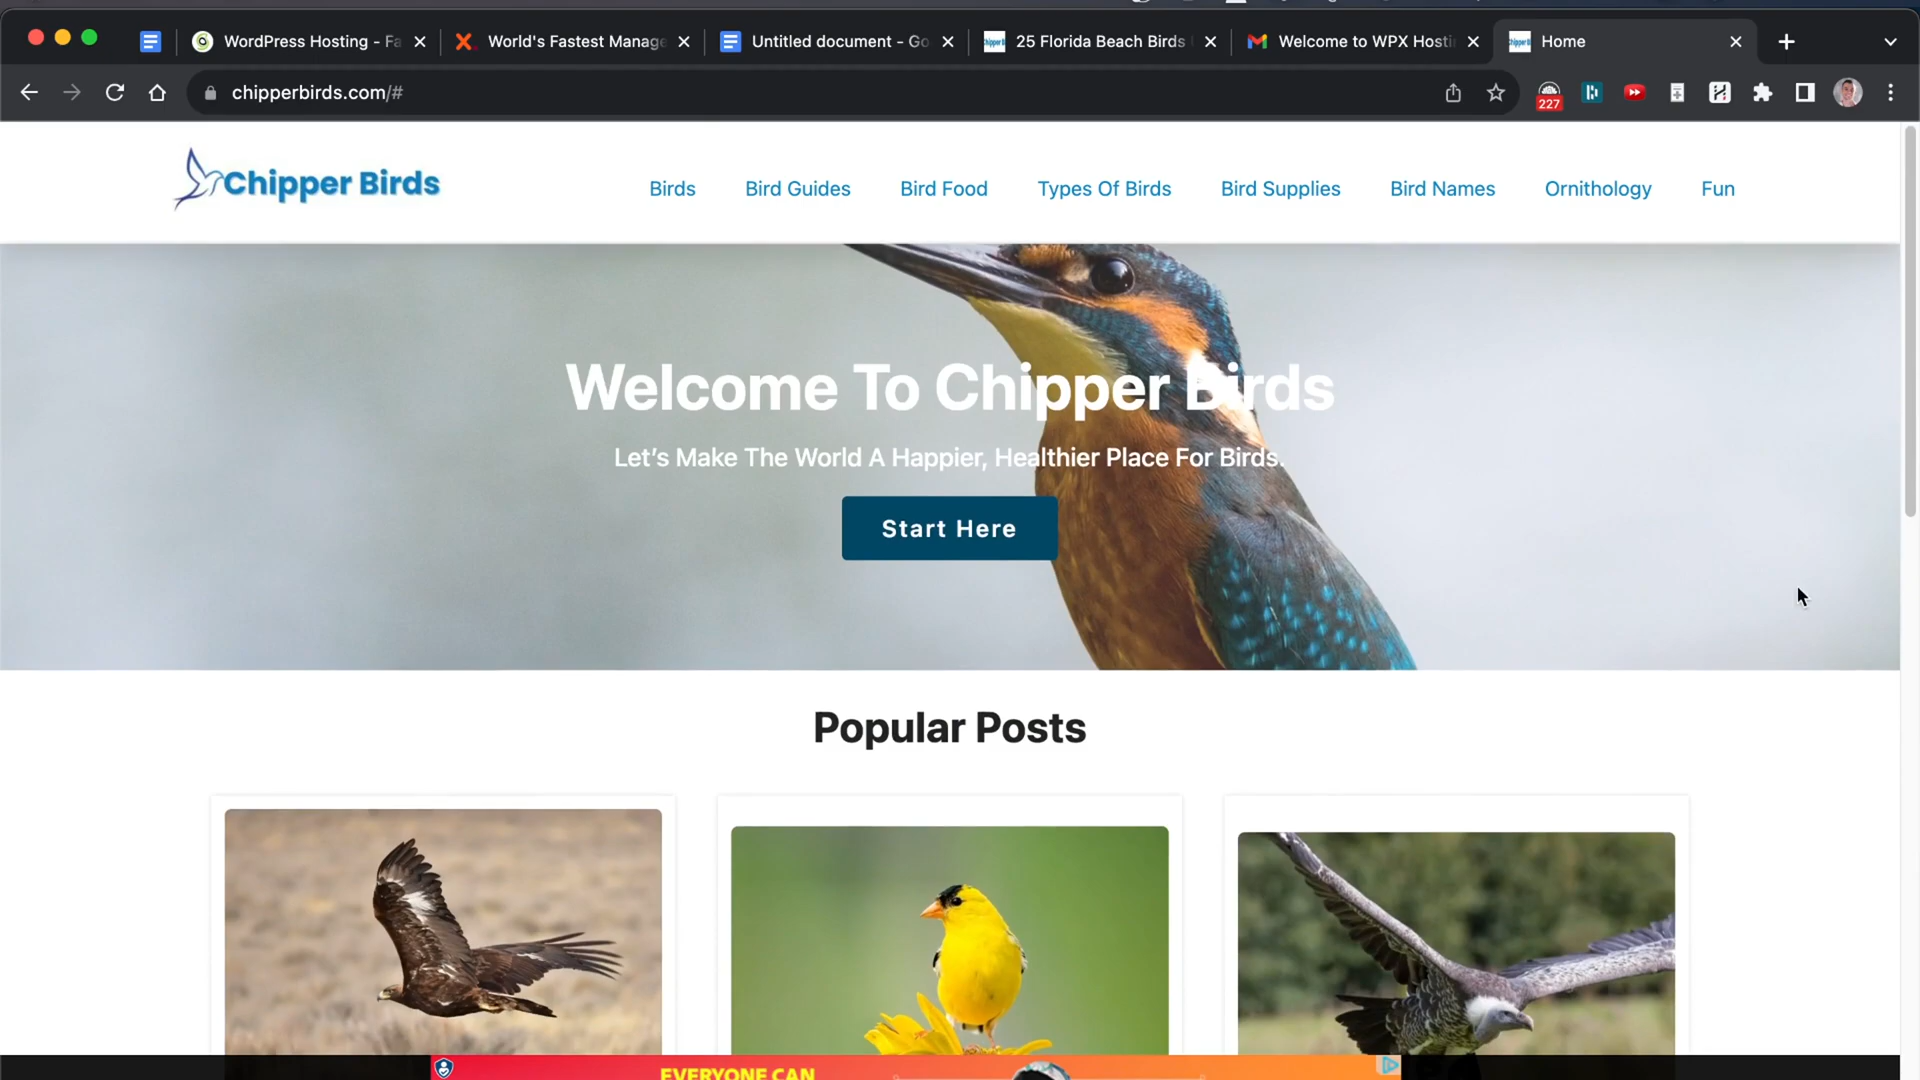 WordPress Hosting - Fa
World's Fastest Manage
Untitled document - Go
25 Florida Beach Birds
Welcome to WPX Hosti
Home
chipperbirds.com/#
227
Chipper Birds
Birds
Bird Guides
Bird Food
Types Of Birds
Bird Supplies
Bird Names
Ornithology
Fun
Welcome To Chipper Birds
Let's Make The World A Happier, Healthier Place For Birds.
Start Here
Popular Posts
EVERYONE CAN